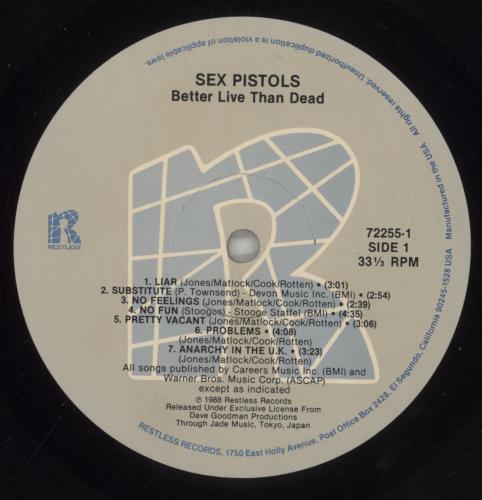 Manufactured in the USA   All rights reserved. Unauthorized duplication is a violation of applicable laws.
SEX PISTOLS
Better Live Than Dead
R
RESTLESS
72255-1
SIDE 1
33⅓ RPM
1. LIAR (Jones/Matlock/Cook/Rotten) • (3:01)
2. SUBSTITUTE (P. Townsend) - Devon Music Inc. (BMI) • (2:54)
3. NO FEELINGS (Jones/Matlock/Cook/Rotten) • (2:39)
4. NO FUN (Stooges) - Stooge Staffel (BMI) • (4:35)
5. PRETTY VACANT (Jones/Matlock/Cook/Rotten) • (3:06)
6. PROBLEMS • (4:08)
(Jones/Matlock/Cook/Rotten)
7. ANARCHY IN THE U.K. • (3:23)
(Jones/Matlock/Cook/Rotten)
All songs published by Careers Music Inc. (BMI) and
Warner Bros. Music Corp. (ASCAP)
except as indicated
℗ 1988 Restless Records
Released Under Exclusive License From
Dave Goodman Productions
Through Jade Music, Tokyo, Japan
RESTLESS RECORDS, 1750 East Holly Avenue, Post Office Box 2428, El Segundo, California 90245-1528 USA